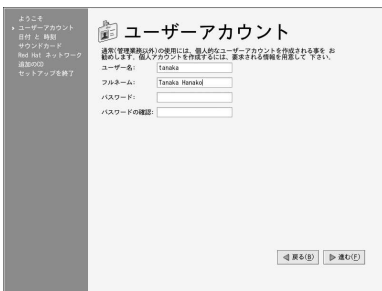 ようこそ
ユーザーアカウント
日付 と 時刻
サウンドカード
Red Hat ネットワーク
追加のCD
セットアップを終了
ユーザーアカウント
通常(管理業務以外)の使用には、個人的なユーザーアカウントを作成される事を お
勧めします。個人アカウントを作成するには、要求される情報を用意して 下さい。
ユーザー名: tanaka
フルネーム: Tanaka Hanako
パスワード:
パスワードの確認:
戻る(B) 進む(F)